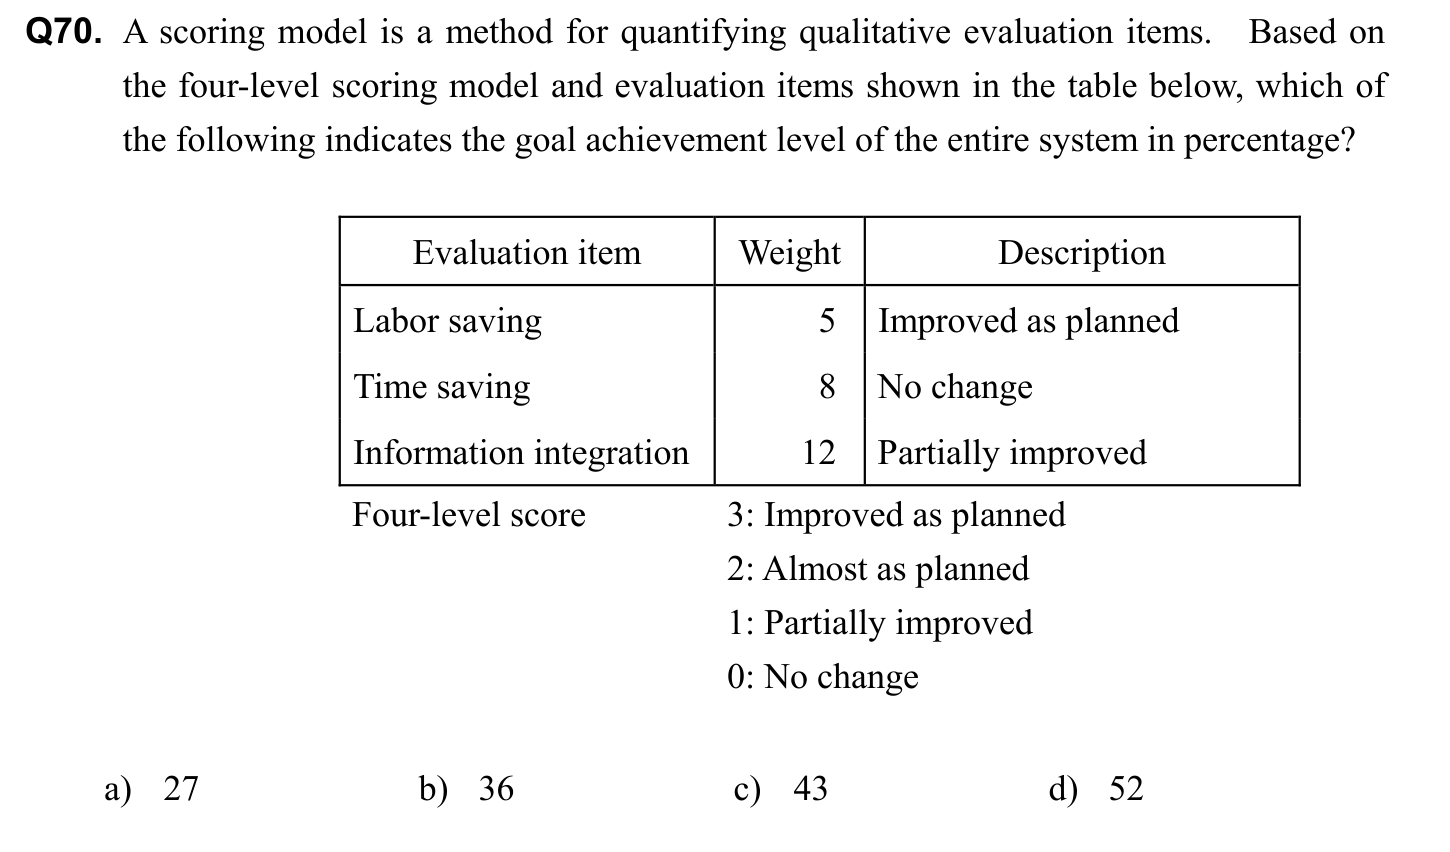 Q70. A scoring model is a method for quantifying qualitative evaluation items. Based on
the four-level scoring model and evaluation items shown in the table below, which of
the following indicates the goal achievement level of the entire system in percentage?
Evaluation item Weight Description
Labor saving 5 Improved as planned
Time saving 8 No change
Information integration 12 Partially improved
Four-level score 3: Improved as planned
2: Almost as planned
1: Partially improved
0: No change
a) 27 b) 36 c) 43 d) 52